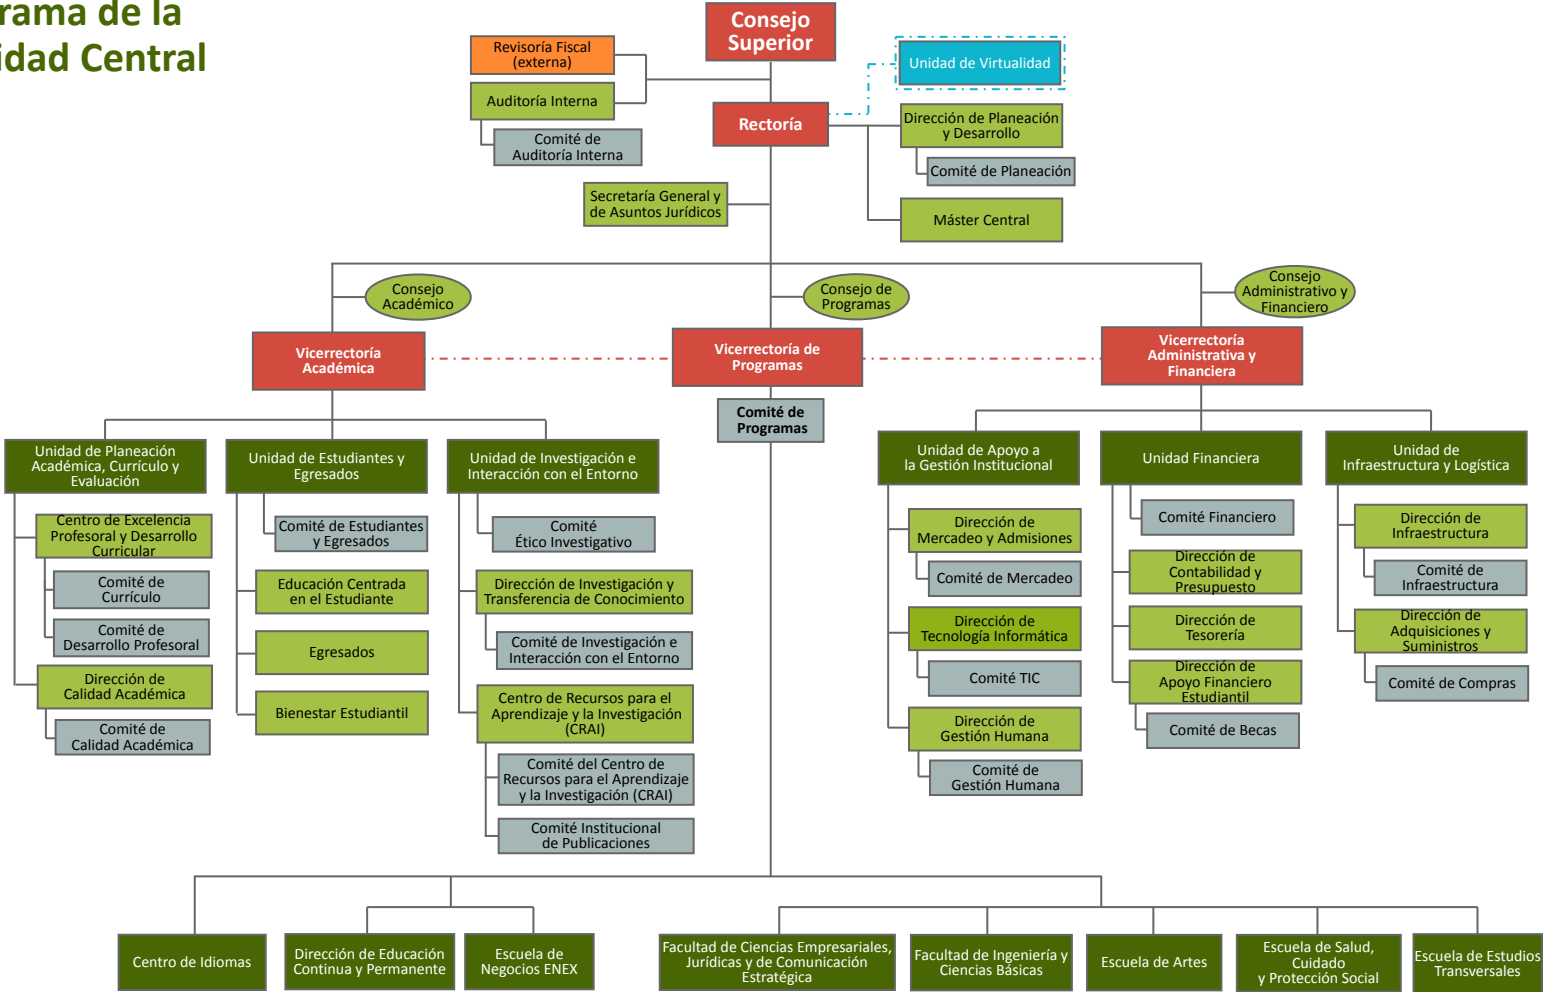 rama de la
idad Central
Consejo
Superior
Revisoría Fiscal
(externa)
Unidad de Virtualidad
Auditoría Interna
Rectoría
Dirección de Planeación
y Desarrollo
Comité de
Auditoría Interna
Comité de Planeación
Secretaría General y
de Asuntos Jurídicos
Máster Central
Consejo
Académico
Consejo de
Programas
Consejo
Administrativo y
Financiero
Vicerrectoría
Académica
Vicerrectoría de
Programas
Vicerrectoría
Administrativa y
Financiera
Comité de
Programas
Unidad de Planeación
Académica, Currículo y
Evaluación
Centro de Excelencia
Profesoral y Desarrollo
Curricular
Comité de
Currículo
Comité de
Desarrollo Profesoral
Dirección de
Calidad Académica
Comité de
Calidad Académica
Unidad de Estudiantes y
Egresados
Comité de Estudiantes
y Egresados
Educación Centrada
en el Estudiante
Egresados
Bienestar Estudiantil
Unidad de Investigación e
Interacción con el Entorno
Comité
Ético Investigativo
Dirección de Investigación y
Transferencia de Conocimiento
Comité de Investigación e
Interacción con el Entorno
Centro de Recursos para el
Aprendizaje y la Investigación
(CRAI)
Comité del Centro de
Recursos para el Aprendizaje
y la Investigación (CRAI)
Comité Institucional
de Publicaciones
Unidad de Apoyo a
la Gestión Institucional
Dirección de
Mercadeo y Admisiones
Comité de Mercadeo
Dirección de
Tecnología Informática
Comité TIC
Dirección de
Gestión Humana
Comité de
Gestión Humana
Unidad Financiera
Comité Financiero
Dirección de
Contabilidad y
Presupuesto
Dirección de
Tesorería
Dirección de
Apoyo Financiero
Estudiantil
Comité de Becas
Unidad de
Infraestructura y Logística
Dirección de
Infraestructura
Comité de
Infraestructura
Dirección de
Adquisiciones y
Suministros
Comité de Compras
Centro de Idiomas
Dirección de Educación
Continua y Permanente
Escuela de
Negocios ENEX
Facultad de Ciencias Empresariales,
Jurídicas y de Comunicación
Estratégica
Facultad de Ingeniería y
Ciencias Básicas
Escuela de Artes
Escuela de Salud,
Cuidado
y Protección Social
Escuela de Estudios
Transversales